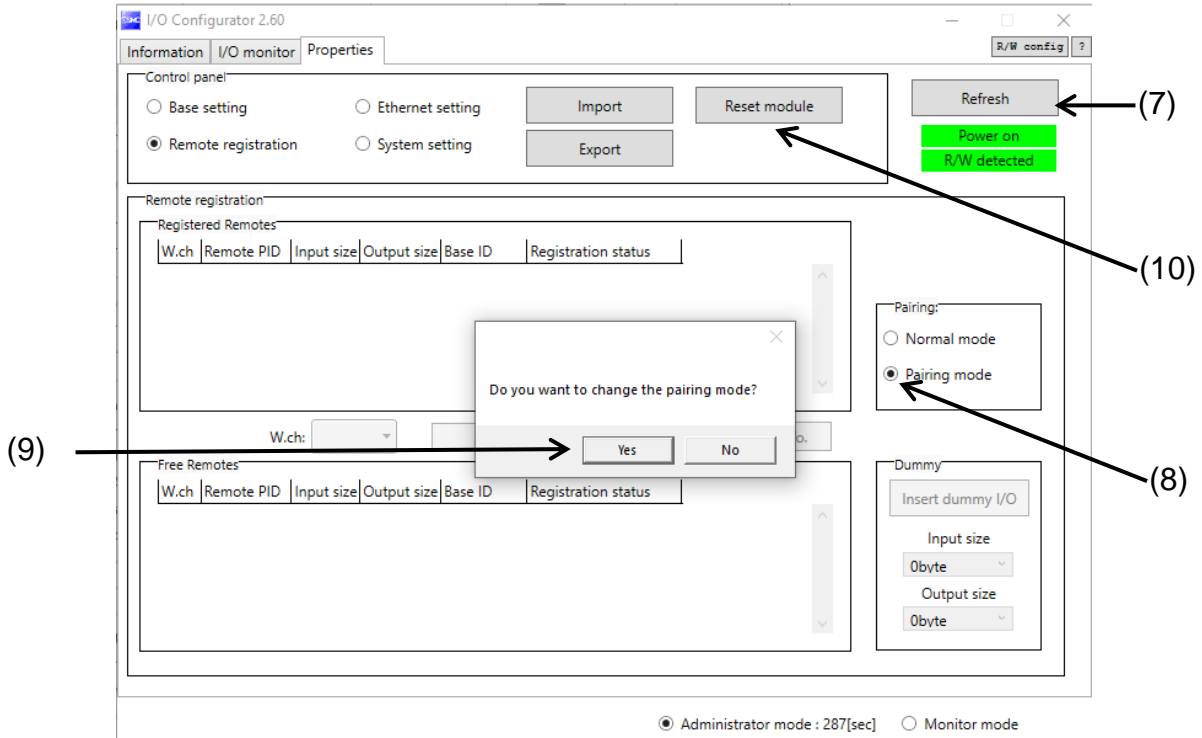 SMC I/O Configurator 2.60
Information I/O monitor Properties R/W config ?
Control panel
Base setting Ethernet setting Import Reset module Refresh (7)
Power on
Remote registration System setting Export
R/W detected
Remote registration
Registered Remotes
W.ch Remote PID Input size Output size Base ID Registration status
(10)
Pairing:
Normal mode
Pairing mode
Do you want to change the pairing mode?
W.ch: o.
(9) Yes No
Free Remotes Dummy
W.ch Remote PID Input size Output size Base ID Registration status (8)
Insert dummy I/O
Input size
0byte
Output size
0byte
Administrator mode : 287[sec] Monitor mode